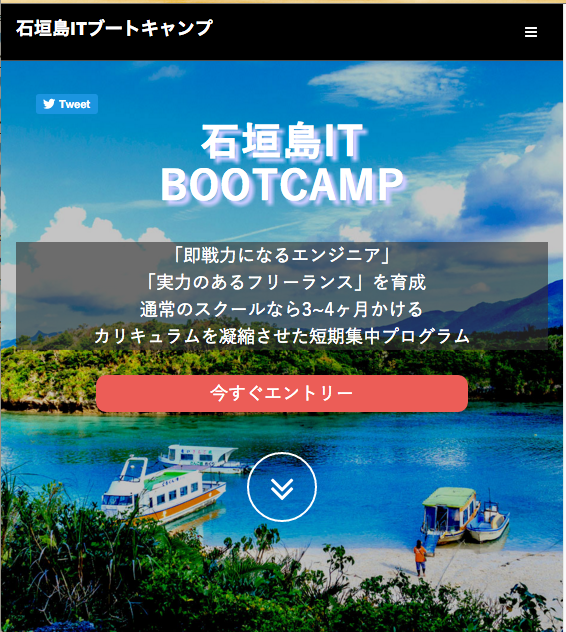 石垣島ITブートキャンプ
Tweet
石垣島IT
BOOTCAMP
「即戦力になるエンジニア」
「実力のあるフリーランス」を育成
通常のスクールなら3~4ヶ月かける
カリキュラムを凝縮させた短期集中プログラム
今すぐエントリー